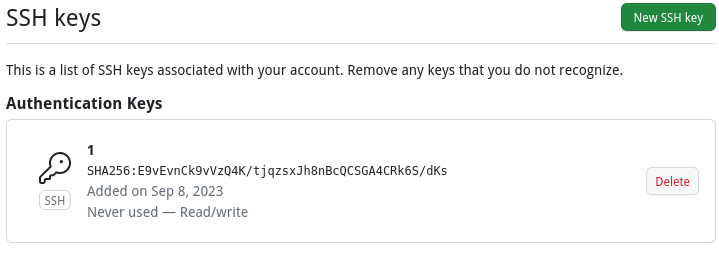 SSH keys
New SSH key
This is a list of SSH keys associated with your account. Remove any keys that you do not recognize.
Authentication Keys
1
SHA256:E9vEvnCk9vVzQ4K/tjqzsxJh8nBcQCSGA4CRk6S/dKs
Added on Sep 8, 2023
Never used — Read/write
SSH
Delete